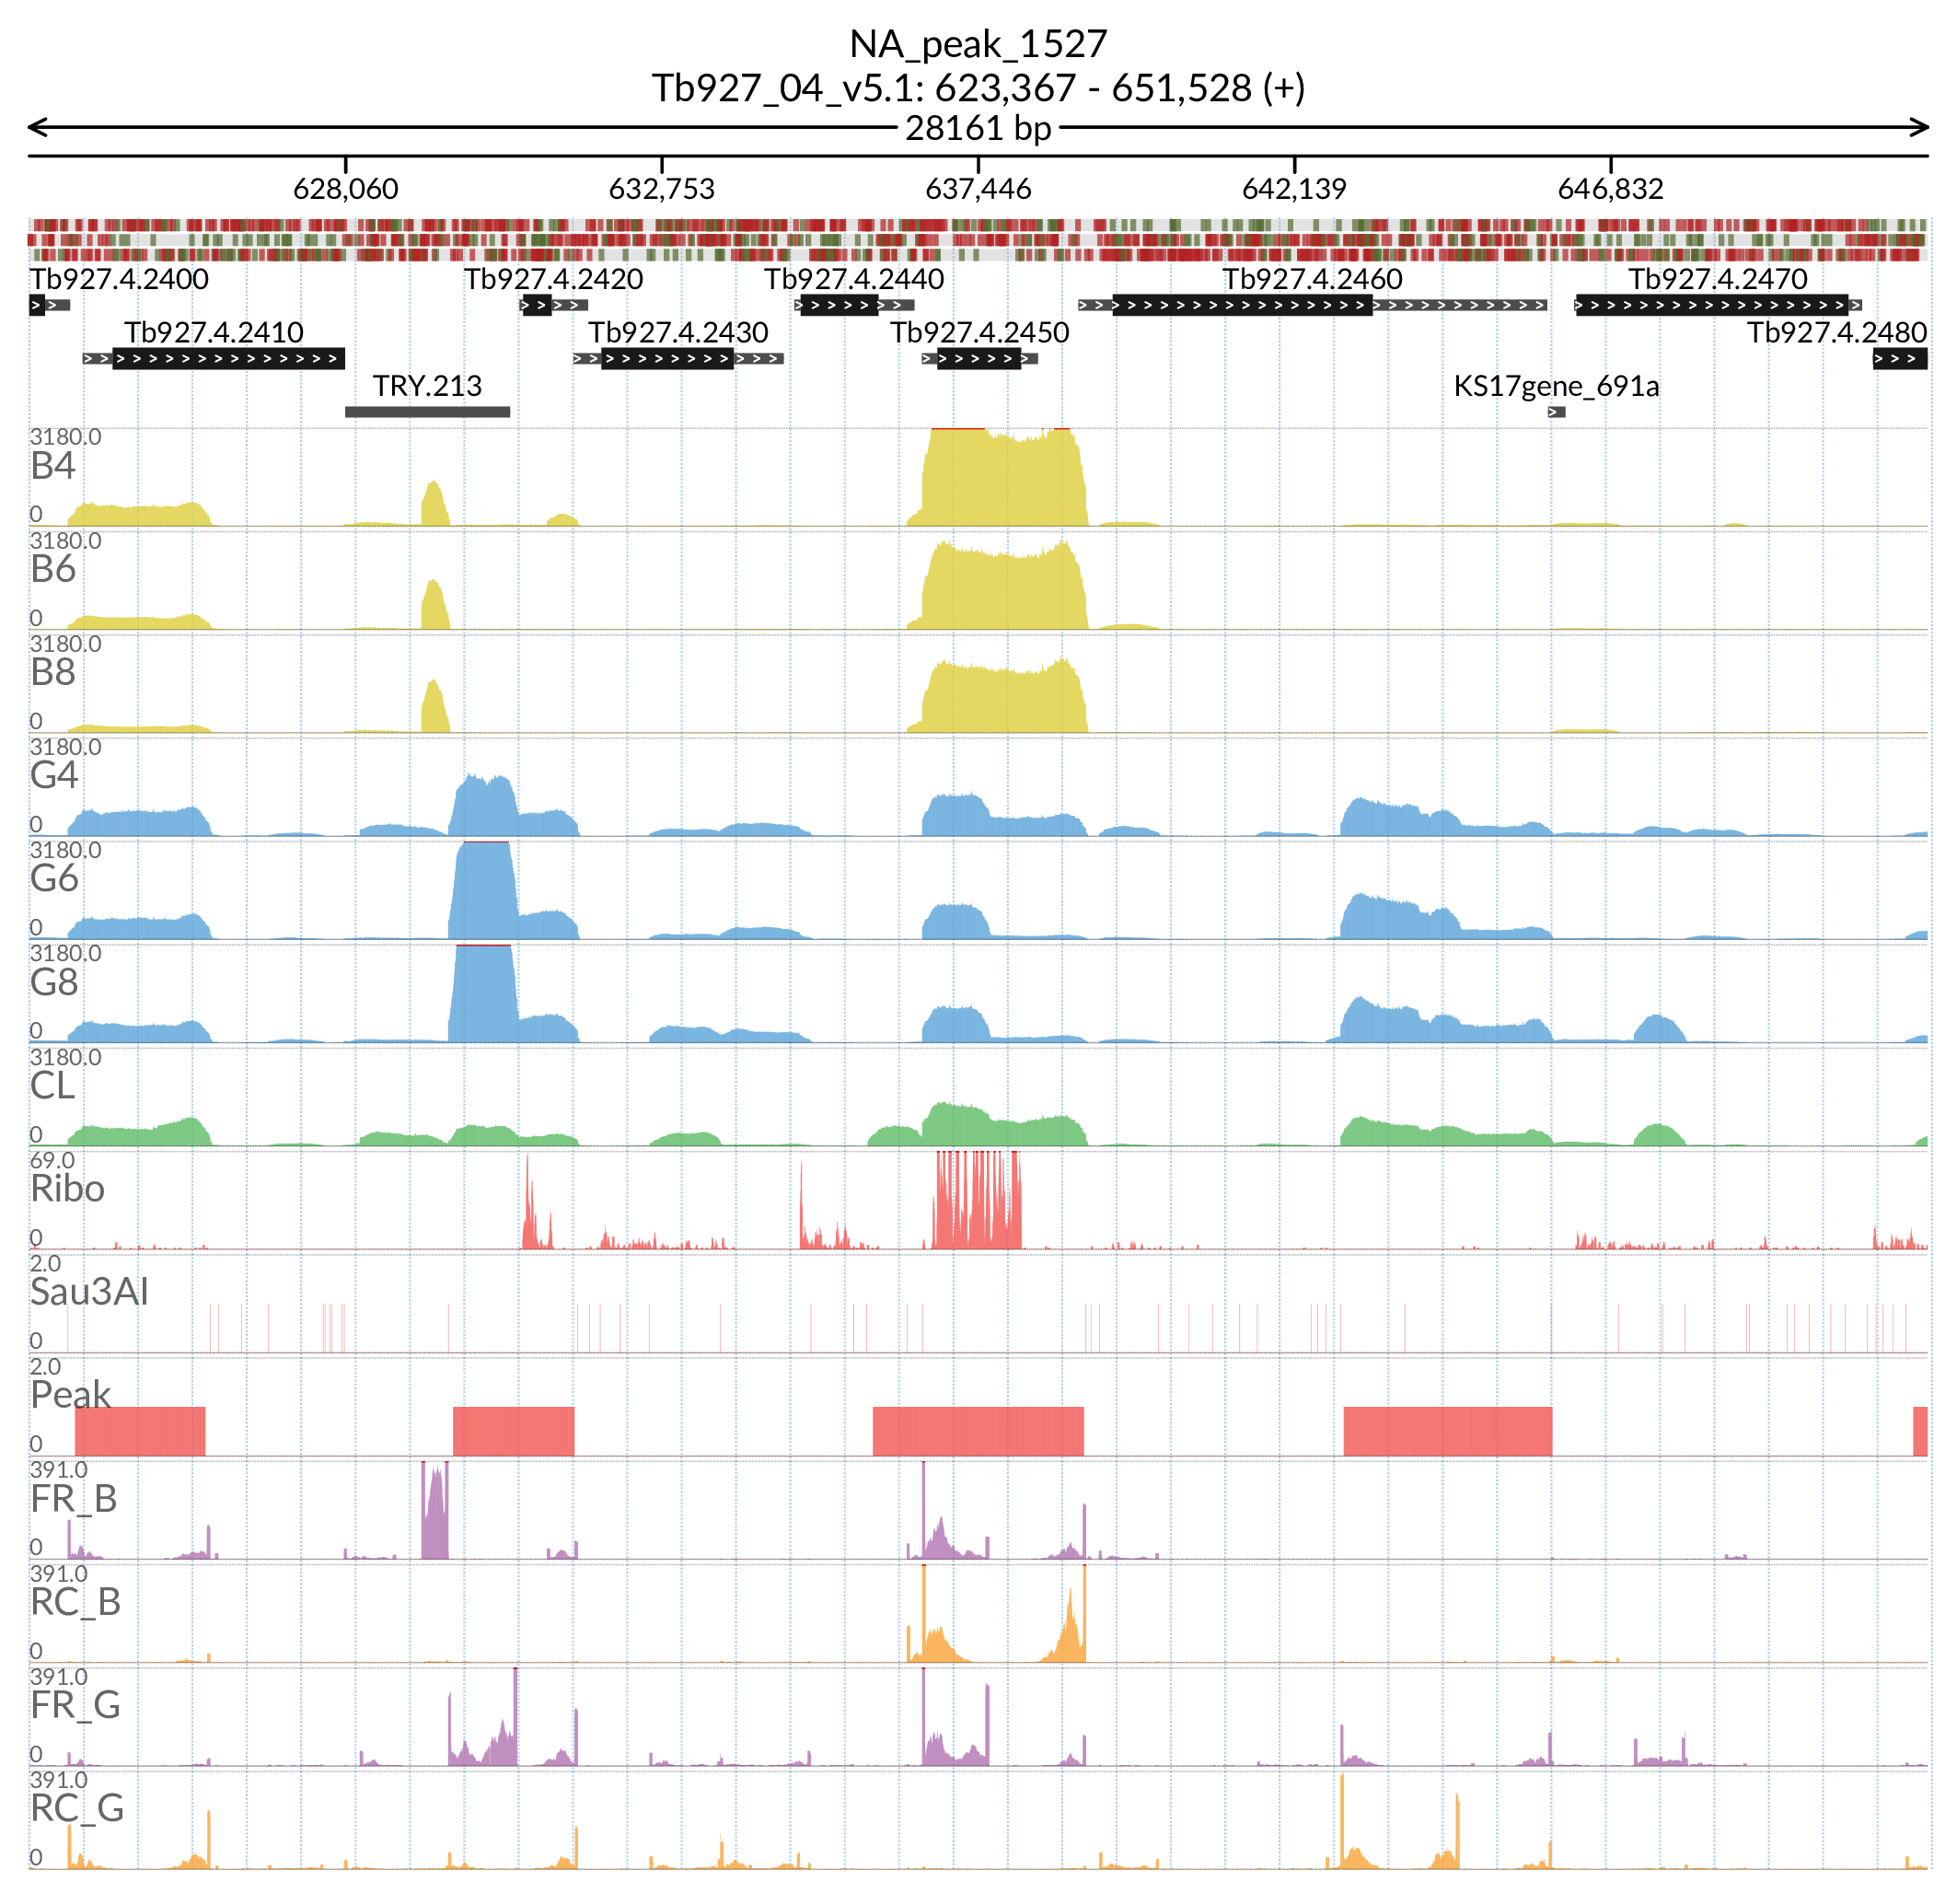 NA_peak_1527
Tb927_04_v5.1: 623,367 - 651,528 (+)
28161 bp
628,060 632,753 637,446 642,139 646,832
Tb927.4.2400 Tb927.4.2420 Tb927.4.2440 Tb927.4.2460 Tb927.4.2470
Tb927.4.2410 Tb927.4.2430 Tb927.4.2450 Tb927.4.2480
TRY.213 KS17gene_691a
3180.0
B4
0
3180.0
B6
0
3180.0
B8
0
3180.0
G4
0
3180.0
G6
0
3180.0
G8
0
3180.0
CL
0
69.0
Ribo
0
2.0
Sau3AI
0
2.0
Peak
0
391.0
FR_B
0
391.0
RC_B
0
391.0
FR_G
0
391.0
RC_G
0